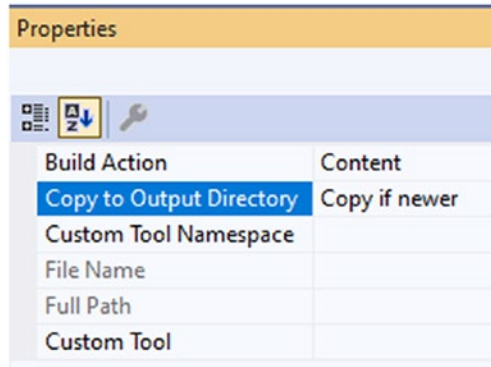 Properties
Build Action Content
Copy to Output Directory Copy if newer
Custom Tool Namespace
File Name
Full Path
Custom Tool